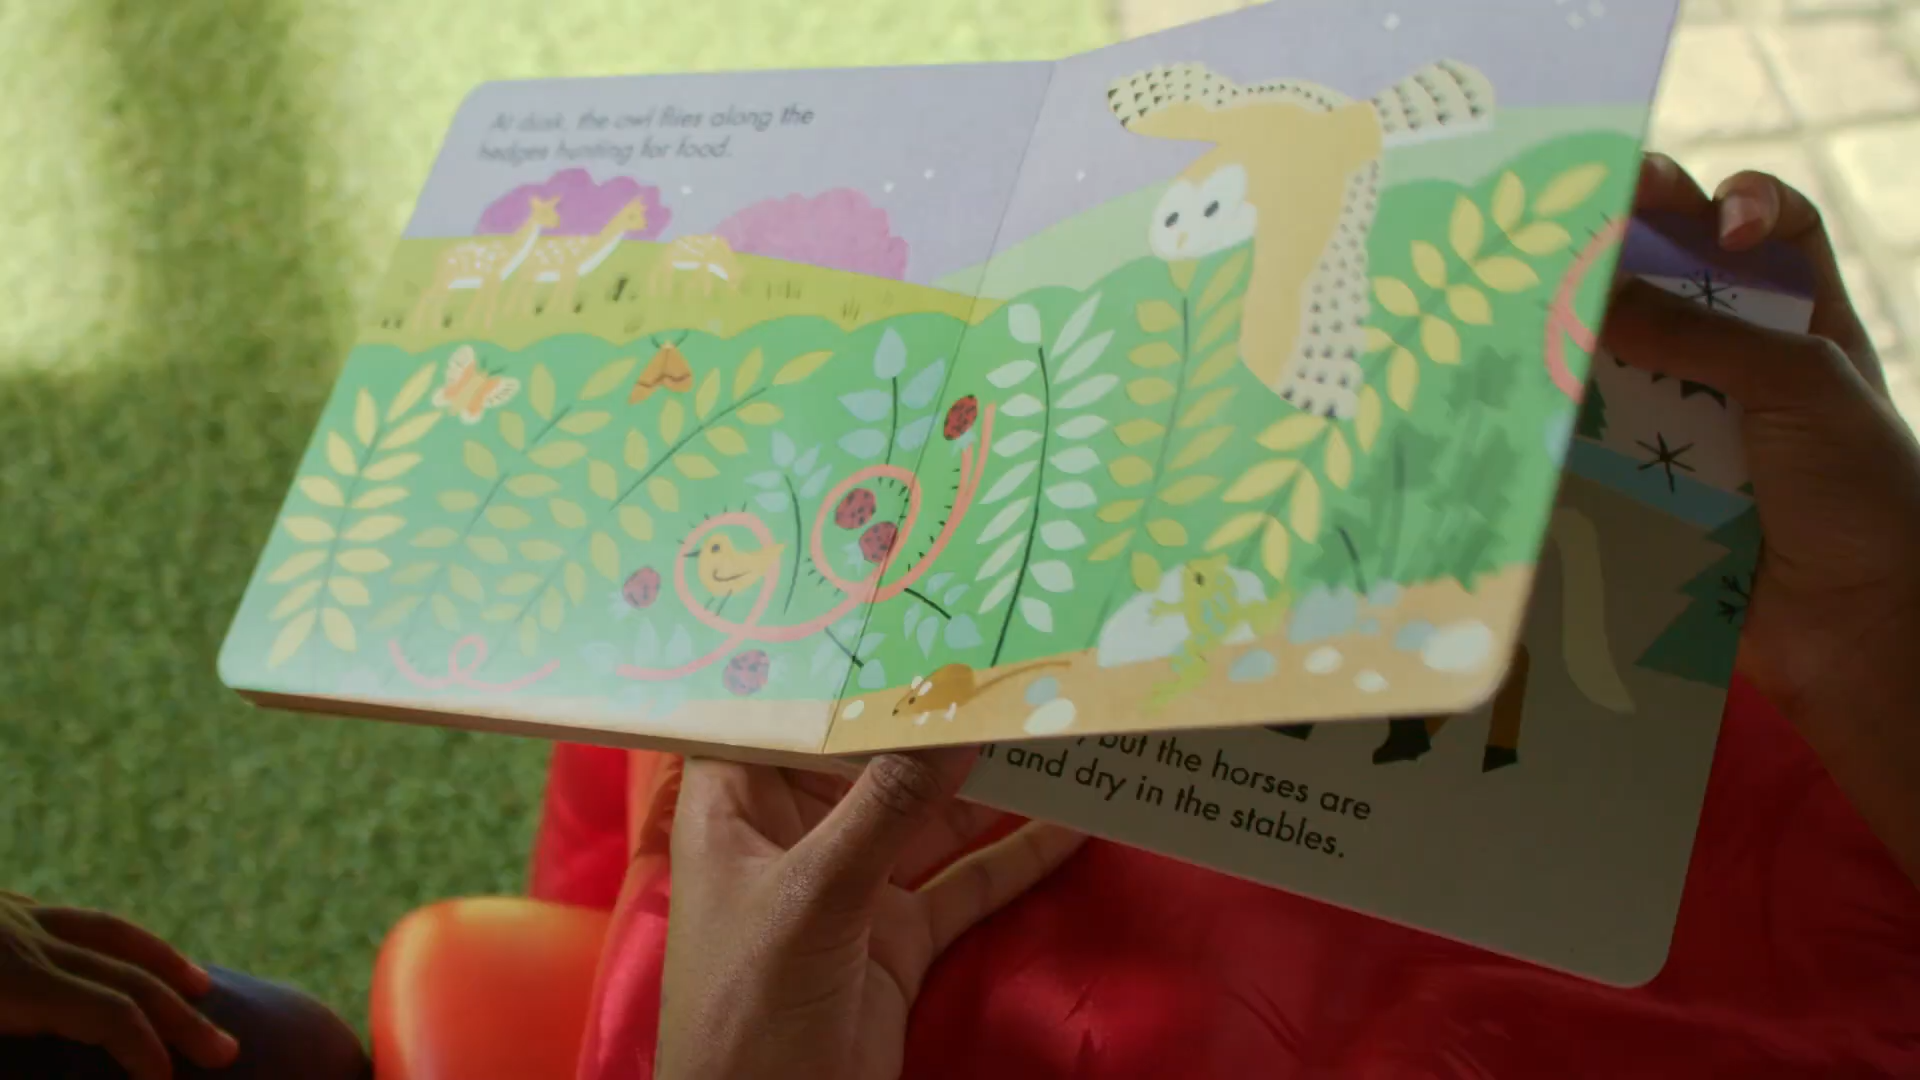 At dusk, the owl flies along the
hedges hunting for food.
but the horses are
and dry in the stables.